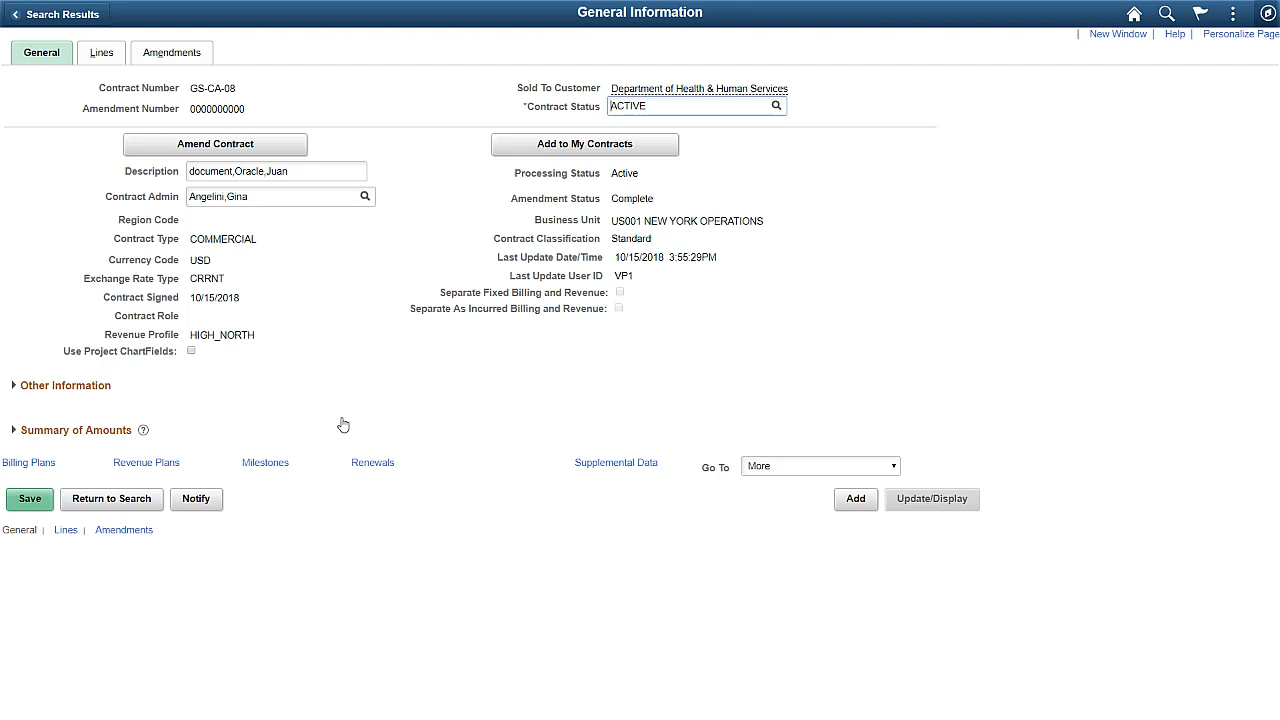 Search Results
General Information
| New Window | Help | Personalize Page
General
Lines
Amendments
Contract Number GS-CA-08
Sold To Customer Department of Health & Human Services
Amendment Number 0000000000
*Contract Status ACTIVE
Amend Contract
Add to My Contracts
Description document,Oracle,Juan
Processing Status Active
Contract Admin Angelini,Gina
Amendment Status Complete
Region Code
Business Unit US001 NEW YORK OPERATIONS
Contract Type COMMERCIAL
Contract Classification Standard
Currency Code USD
Last Update Date/Time 10/15/2018 3:55:29PM
Exchange Rate Type CRRNT
Last Update User ID VP1
Contract Signed 10/15/2018
Separate Fixed Billing and Revenue:
Contract Role
Separate As Incurred Billing and Revenue:
Revenue Profile HIGH_NORTH
Use Project ChartFields:
Other Information
Summary of Amounts ?
Billing Plans Revenue Plans Milestones Renewals Supplemental Data Go To More
Save Return to Search Notify Add Update/Display
General | Lines | Amendments